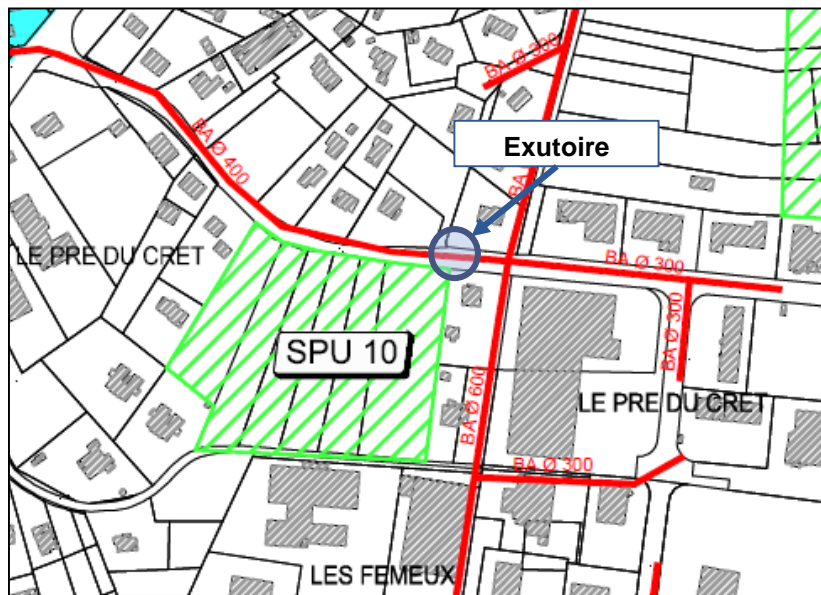 BA Ø 300
BA Ø 400
Exutoire
BA
LE PRE DU CRET
BA Ø 300
BA Ø 300
SPU 10
BA Ø 600
LE PRE DU CRET
BA Ø 300
LES FEMEUX